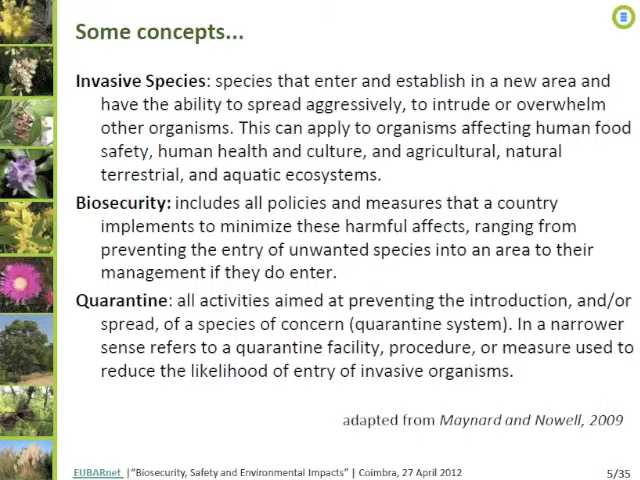 Some concepts...
Invasive Species: species that enter and establish in a new area and
have the ability to spread aggressively, to intrude or overwhelm
other organisms. This can apply to organisms affecting human food
safety, human health and culture, and agricultural, natural
terrestrial, and aquatic ecosystems.
Biosecurity: includes all policies and measures that a country
implements to minimize these harmful affects, ranging from
preventing the entry of unwanted species into an area to their
management if they do enter.
Quarantine: all activities aimed at preventing the introduction, and/or
spread, of a species of concern (quarantine system). In a narrower
sense refers to a quarantine facility, procedure, or measure used to
reduce the likelihood of entry of invasive organisms.
adapted from Maynard and Nowell, 2009
EUBARnet |“Biosecurity, Safety and Environmental Impacts” | Coimbra, 27 April 2012
5/35